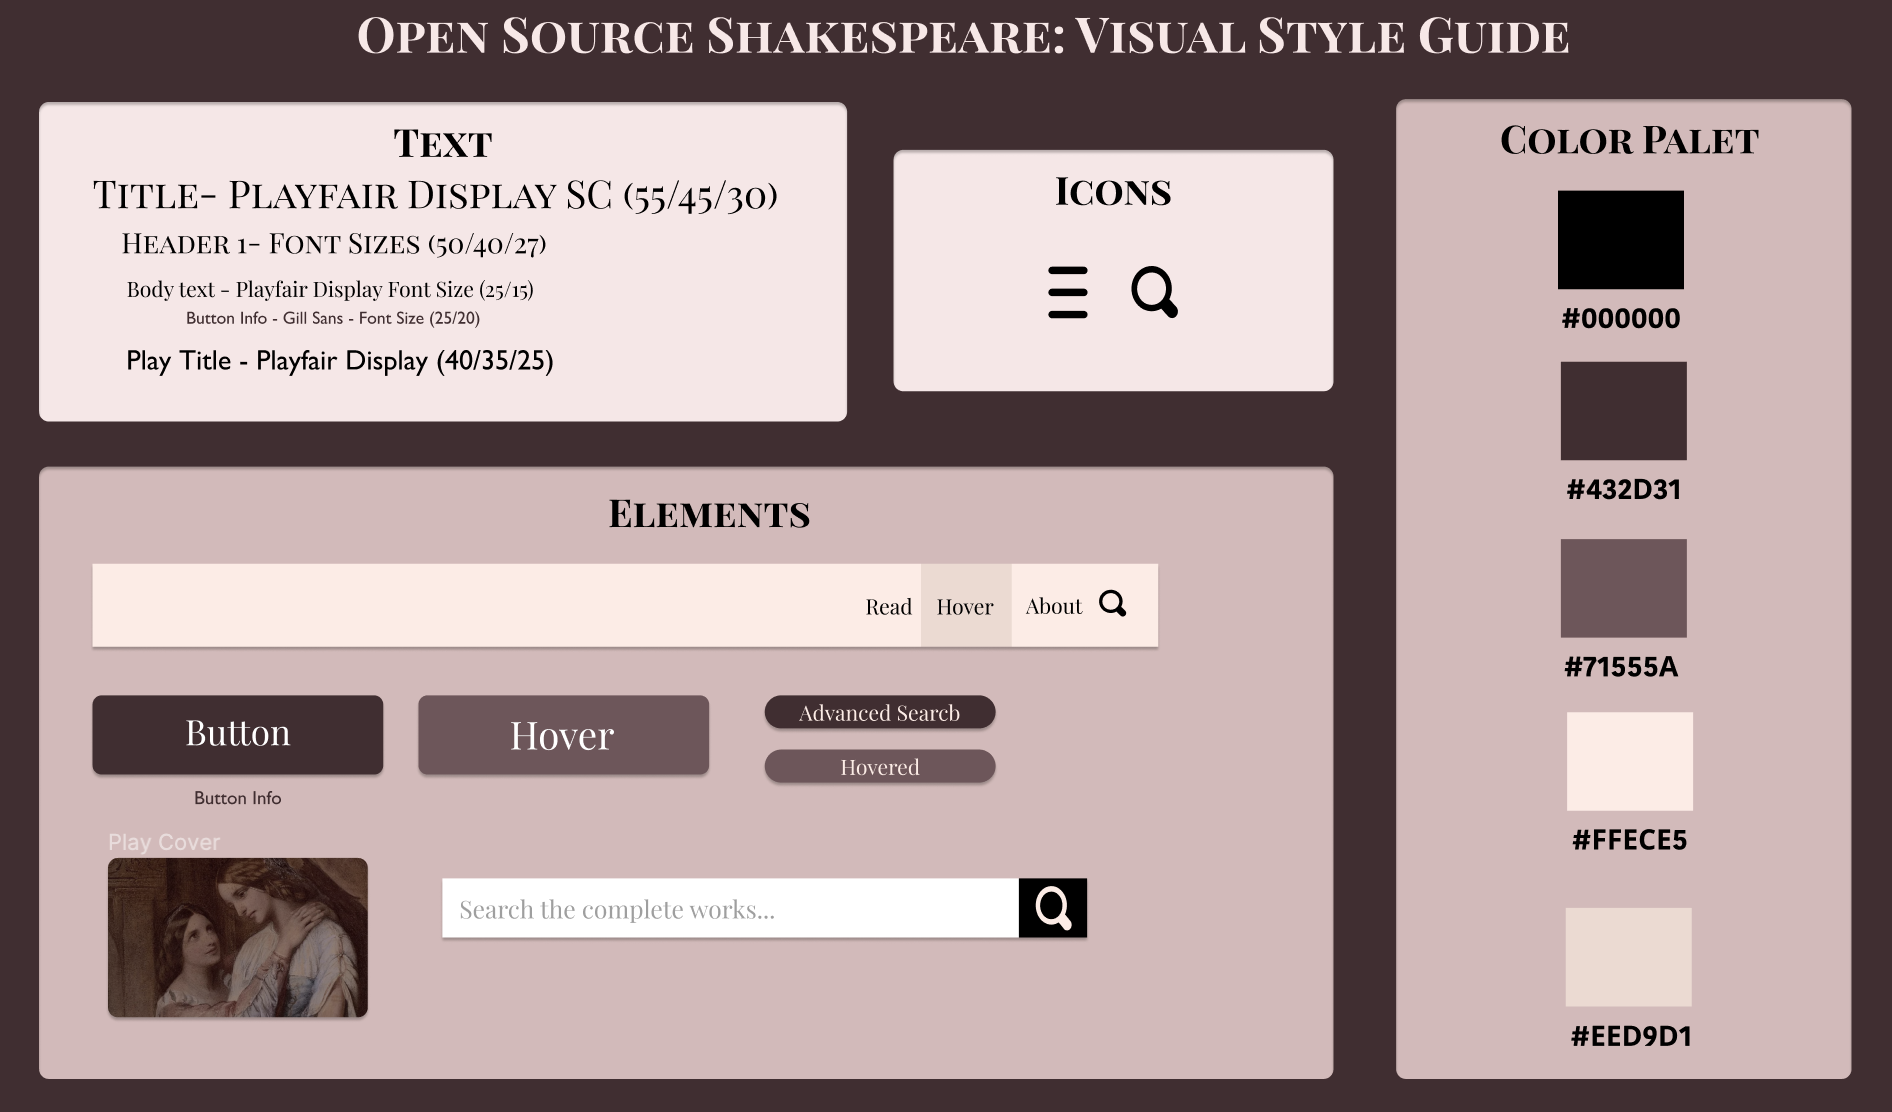 Open Source Shakespeare: Visual Style Guide
Text
Title- Playfair Display SC (55/45/30)
Header 1- Font Sizes (50/40/27)
Body text - Playfair Display Font Size (25/15)
Button Info - Gill Sans - Font Size (25/20)
Play Title - Playfair Display (40/35/25)
Icons
Elements
Read Hover About
Button
Hover
Advanced Searcb
Hovered
Button Info
Play Cover
Search the complete works...
Color Palet
#000000
#432D31
#71555A
#FFECE5
#EED9D1